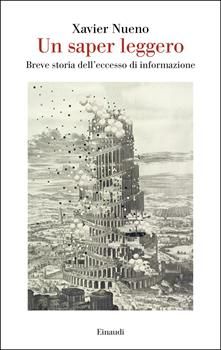 Xavier Nueno
Un saper leggero
Breve storia dell'eccesso di informazione
Einaudi